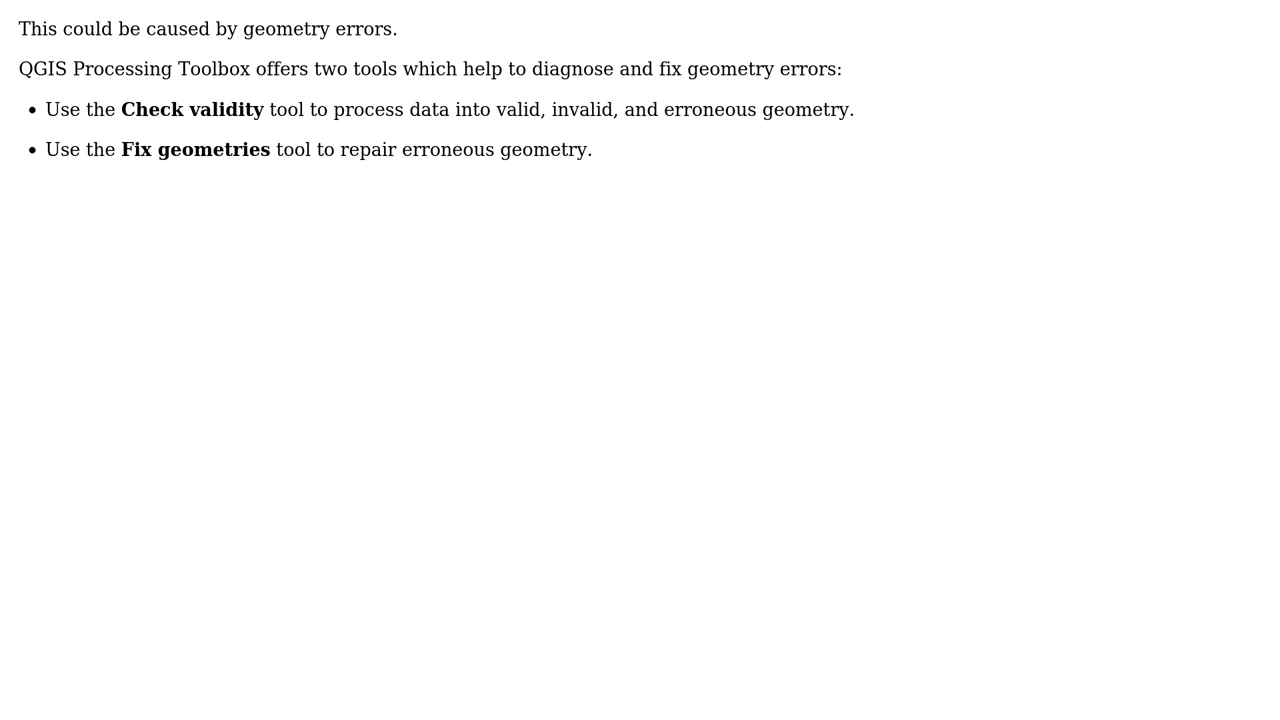 This could be caused by geometry errors.
QGIS Processing Toolbox offers two tools which help to diagnose and fix geometry errors:
• Use the Check validity tool to process data into valid, invalid, and erroneous geometry.
• Use the Fix geometries tool to repair erroneous geometry.